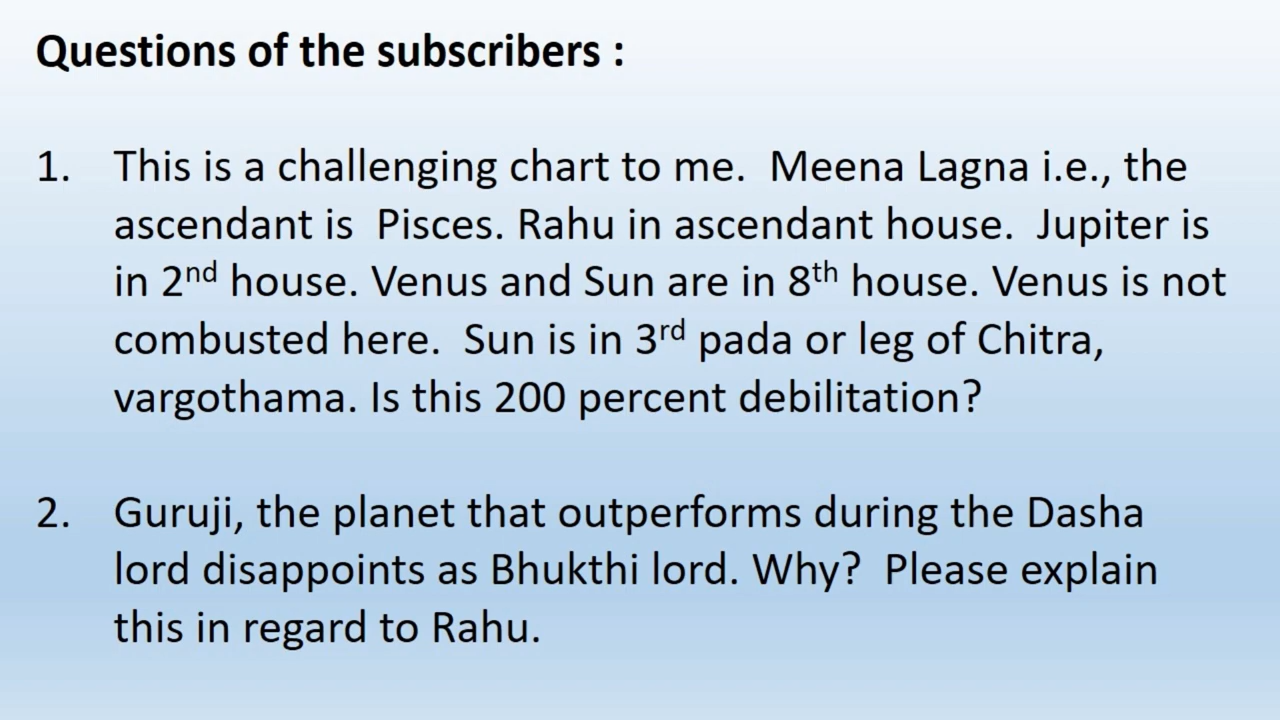 Questions of the subscribers :
1. This is a challenging chart to me. Meena Lagna i.e., the
ascendant is Pisces. Rahu in ascendant house. Jupiter is
in 2nd house. Venus and Sun are in 8th house. Venus is not
combusted here. Sun is in 3rd pada or leg of Chitra,
vargothama. Is this 200 percent debilitation?
2. Guruji, the planet that outperforms during the Dasha
lord disappoints as Bhukthi lord. Why? Please explain
this in regard to Rahu.